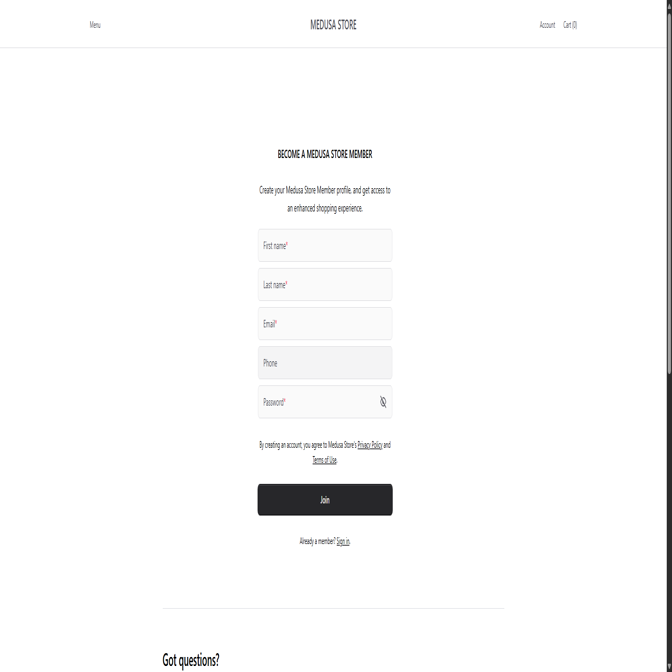 Menu
MEDUSA STORE
Account
Cart (0)
BECOME A MEDUSA STORE MEMBER
Create your Medusa Store Member profile, and get access to
an enhanced shopping experience.
First name*
Last name*
Email*
Phone
Password*
By creating an account, you agree to Medusa Store's Privacy Policy and
Terms of Use.
Join
Already a member? Sign in.
Got questions?